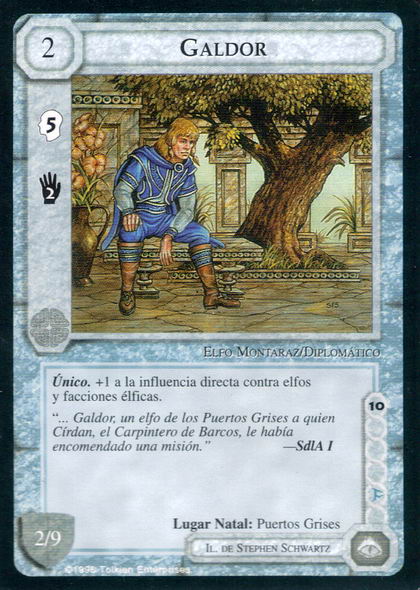 2
GALDOR
5
2
SIS
ELFO MONTARAZ/DIPLOMÁTICO
Único. +1 a la influencia directa contra elfos
y facciones élficas.
10
“... Galdor, un elfo de los Puertos Grises a quien
Círdan, el Carpintero de Barcos, le había
encomendado una misión.” —SdlA I
Lugar Natal: Puertos Grises
2/9
IL. DE STEPHEN SCHWARTZ
©1996 Tolkien Enterprises